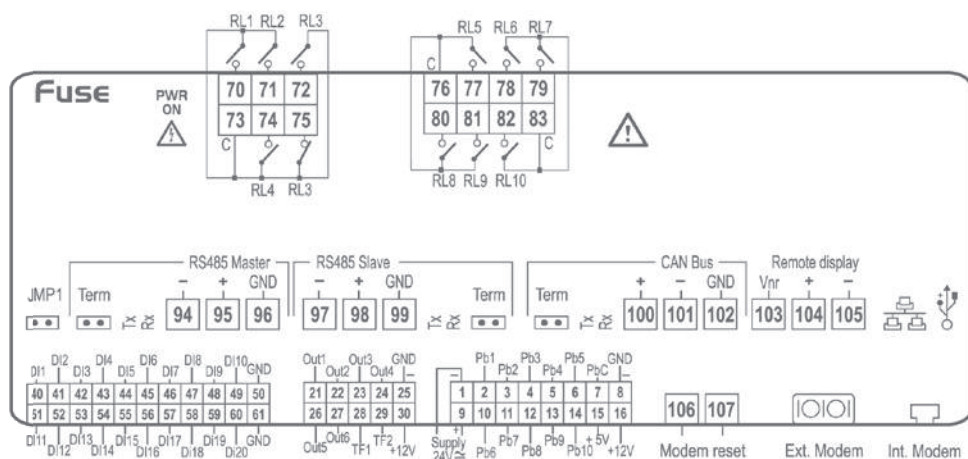 RL1 RL2 RL3 RL5 RL6 RL7
C
Fuse PWR ON
70 71 72 76 77 78 79
73 74 75 80 81 82 83
C C
RL4 RL3 RL8 RL9 RL10
RS485 Master RS485 Slave CAN Bus Remote display
JMP1 Term - + GND - + GND Term Term + - GND Vnr + -
Tx Rx 94 95 96 97 98 99 Tx Rx Tx Rx 100 101 102 103 104 105
DI2 DI4 DI6 DI8 DI10 Out1 Out3 GND Pb1 Pb3 Pb5 GND
DI1 DI3 DI5 DI7 DI9 GND Out2 Out4 - - Pb2 Pb4 PbC -
40 41 42 43 44 45 46 47 48 49 50 21 22 23 24 25 1 2 3 4 5 6 7 8
51 52 53 54 55 56 57 58 59 60 61 26 27 28 29 30 9 10 11 12 13 14 15 16 106 107
DI11 DI13 DI15 DI17 DI19 GND Out6 TF2 + Pb7 Pb9 + 5V
DI12 DI14 DI16 DI18 DI20 Out5 TF1 +12V Supply 24V≂ Pb6 Pb8 Pb10 +12V Modem reset Ext. Modem Int. Modem